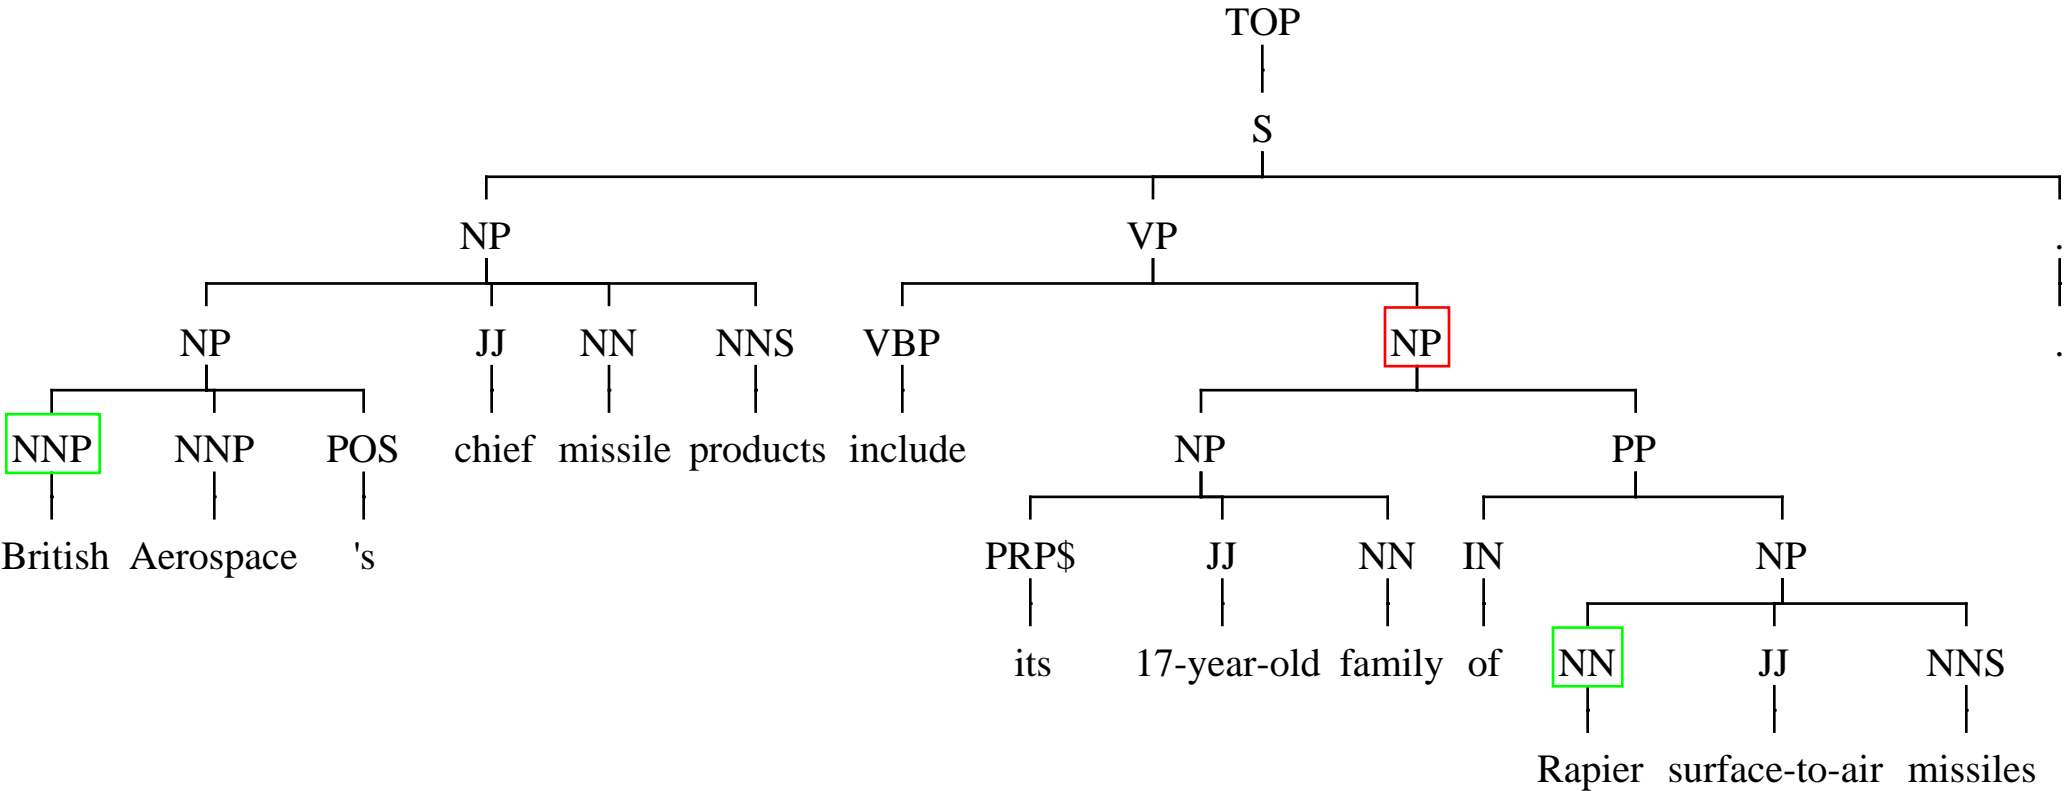 TOP
S
NP VP .
NP JJ NN NNS VBP NP .
NNP NNP POS chief missile products include NP PP
British Aerospace 's PRP$ JJ NN IN NP
its 17-year-old family of NN JJ NNS
Rapier surface-to-air missiles